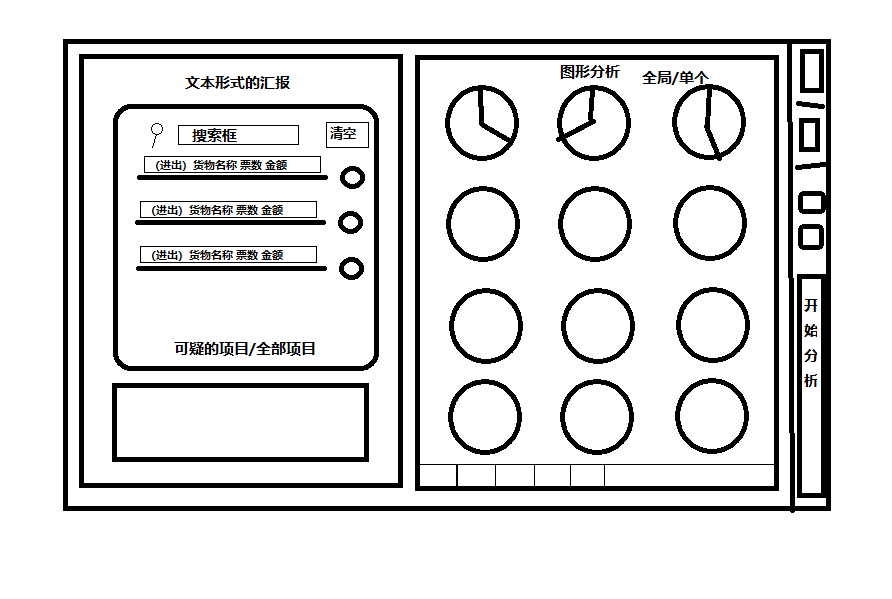 文本形式的汇报
搜索框
清空
(进出) 货物名称 票数 金额
(进出) 货物名称 票数 金额
(进出) 货物名称 票数 金额
可疑的项目/全部项目
图形分析
全局/单个
开
始
分
析